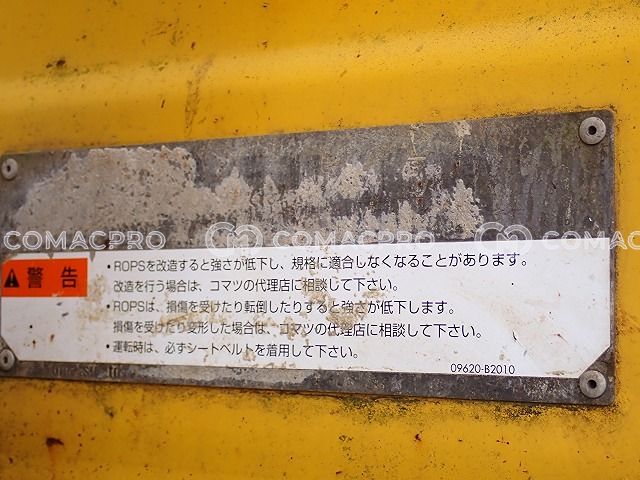 COMACPRO COMACPRO COMACPRO
警告
・ROPSを改造すると強さが低下し、規格に適合しなくなることがあります。
改造を行う場合は、コマツの代理店に相談して下さい。
・ROPSは、損傷を受けたり転倒したりすると強さが低下します。
損傷を受けたり変形した場合は、コマツの代理店に相談して下さい。
・運転時は、必ずシートベルトを着用して下さい。
09620-B2010